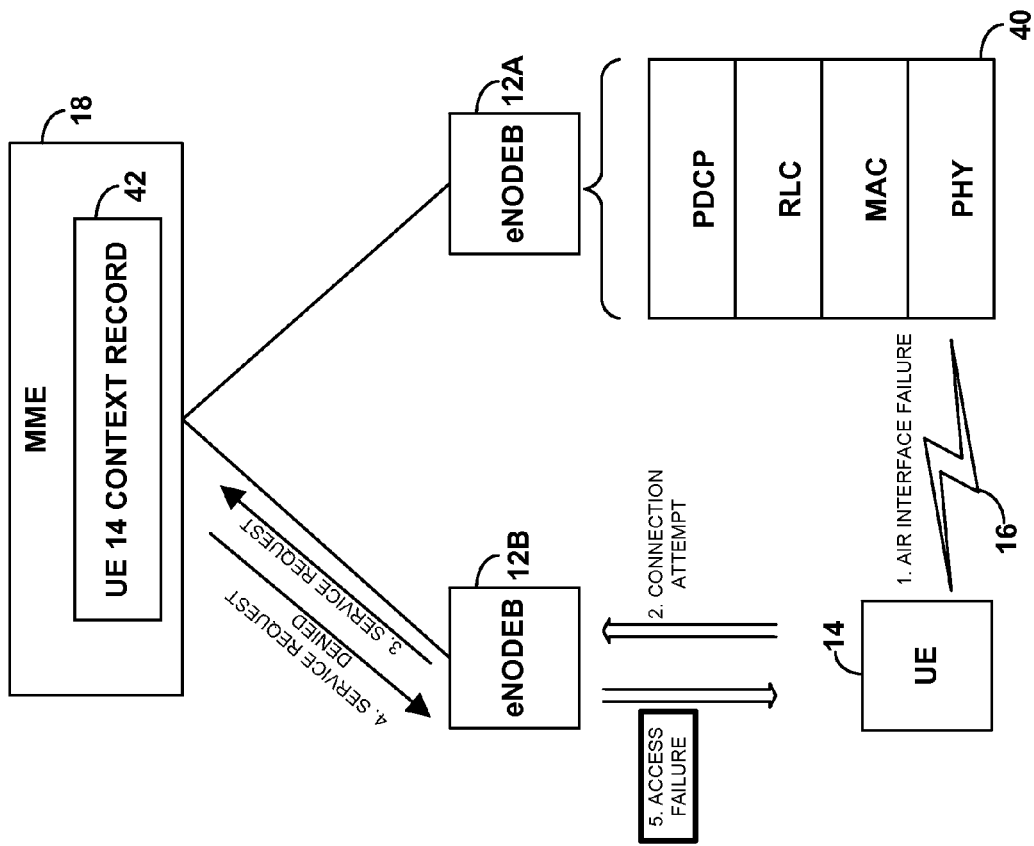 MME
18
UE 14 CONTEXT RECORD
42
3. SERVICE REQUEST
4. SERVICE REQUEST
DENIED
eNODEB
12B
eNODEB
12A
2. CONNECTION
ATTEMPT
5. ACCESS
FAILURE
1. AIR INTERFACE FAILURE
16
UE
14
PDCP
RLC
MAC
PHY
40